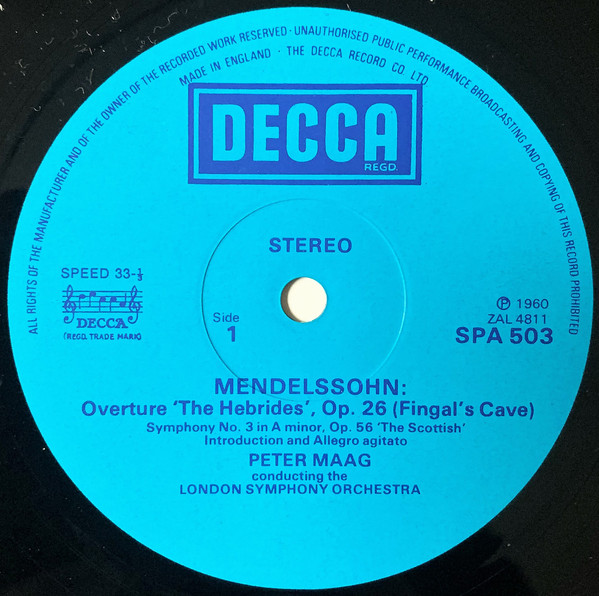 ALL RIGHTS OF THE MANUFACTURER AND OF THE OWNER OF THE RECORDED WORK RESERVED · UNAUTHORISED PUBLIC PERFORMANCE BROADCASTING AND COPYING OF THIS RECORD PROHIBITED
MADE IN ENGLAND · THE DECCA RECORD CO. LTD.
DECCA
REGD.
STEREO
SPEED 33-⅓
DECCA
(REGD. TRADE MARK)
Side
1
Ⓟ 1960
ZAL 4811
SPA 503
MENDELSSOHN:
Overture 'The Hebrides', Op. 26 (Fingal's Cave)
Symphony No. 3 in A minor, Op. 56 'The Scottish'
Introduction and Allegro agitato
PETER MAAG
conducting the
LONDON SYMPHONY ORCHESTRA